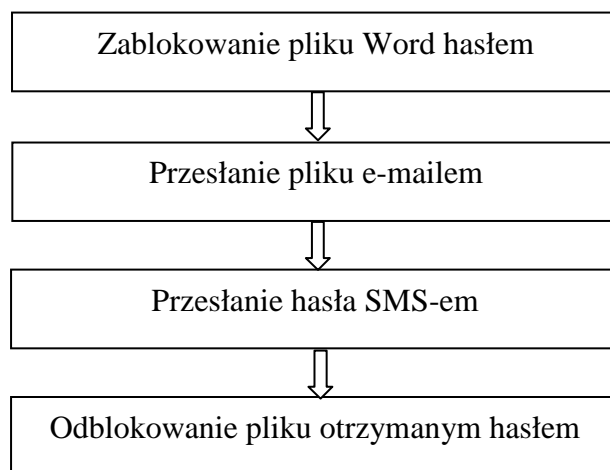 Zablokowanie pliku Word hasłem
Przesłanie pliku e-mailem
Przesłanie hasła SMS-em
Odblokowanie pliku otrzymanym hasłem